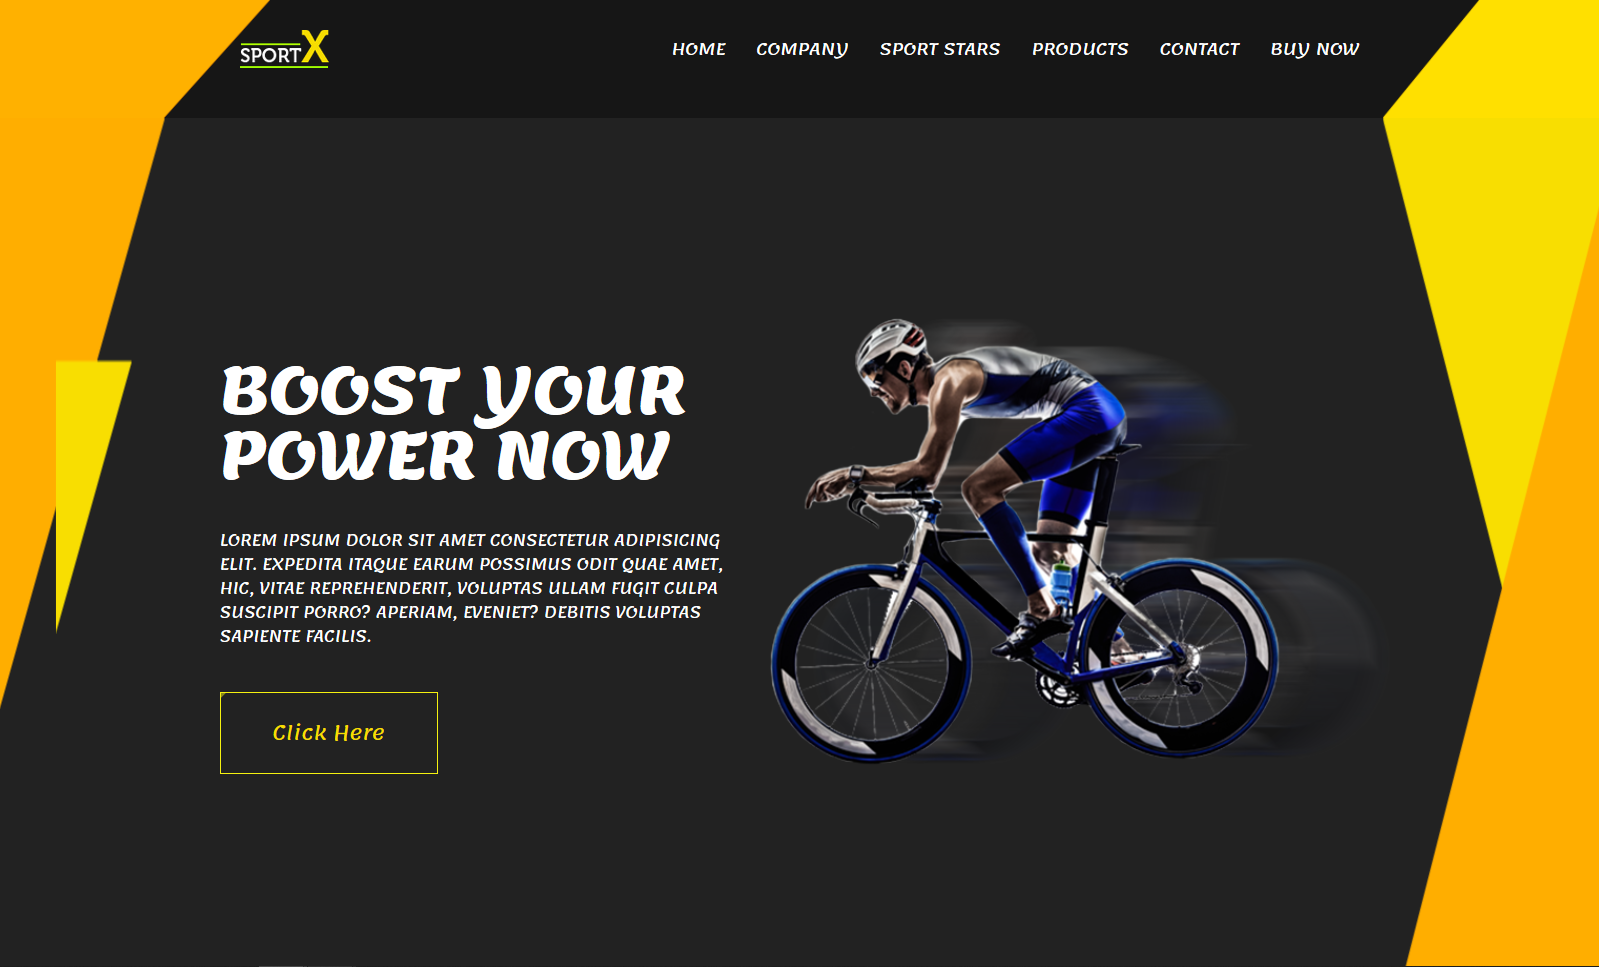 SPORTX
HOME COMPANY SPORT STARS PRODUCTS CONTACT BUY NOW
BOOST YOUR
POWER NOW
LOREM IPSUM DOLOR SIT AMET CONSECTETUR ADIPISICING
ELIT. EXPEDITA ITAQUE EARUM POSSIMUS ODIT QUAE AMET,
HIC, VITAE REPREHENDERIT, VOLUPTAS ULLAM FUGIT CULPA
SUSCIPIT PORRO? APERIAM, EVENIET? DEBITIS VOLUPTAS
SAPIENTE FACILIS.
Click Here